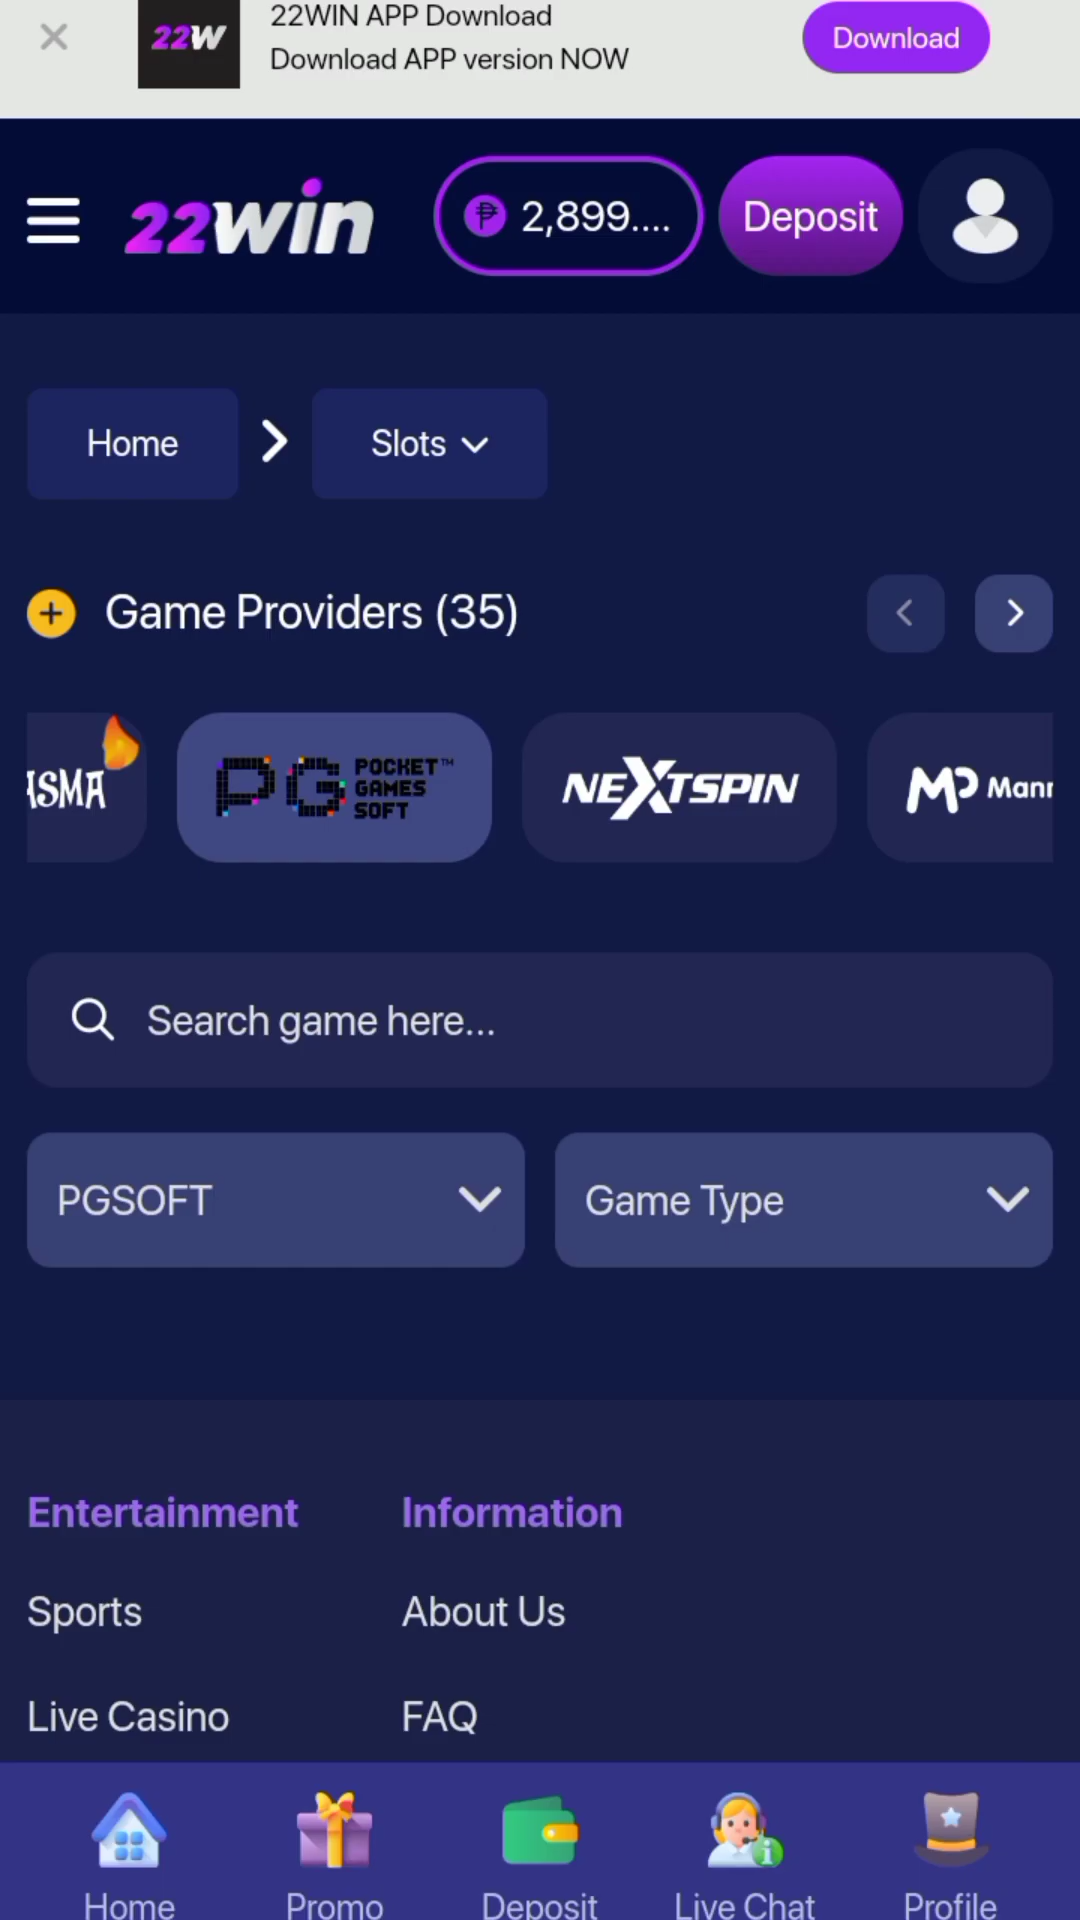 22WIN APP Download
22W
Download APP version NOW
Download
22win
2,899....
Deposit
Home
Slots
Game Providers (35)
PG POCKET GAMES SOFT™
NEXTSPIN
MP
Search game here...
PGSOFT
Game Type
Entertainment
Information
Sports
About Us
Live Casino
FAQ
Home
Promo
Deposit
Live Chat
Profile